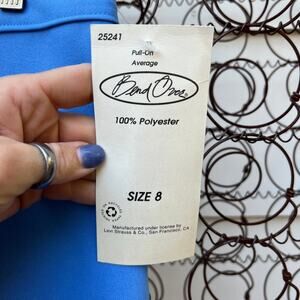 25241
Pull-On
Average
Bend Over
100% Polyester
SIZE 8
Manufactured under license by
Levi Strauss & Co., San Francisco, CA